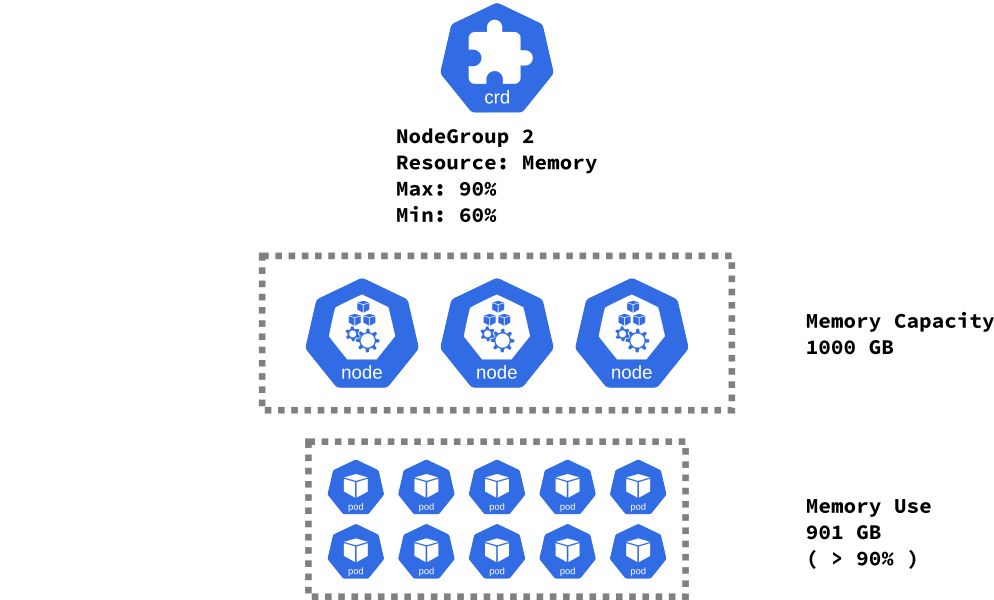 crd
NodeGroup 2
Resource: Memory
Max: 90%
Min: 60%
node node node
Memory Capacity
1000 GB
pod pod pod pod pod
pod pod pod pod pod
Memory Use
901 GB
( > 90% )